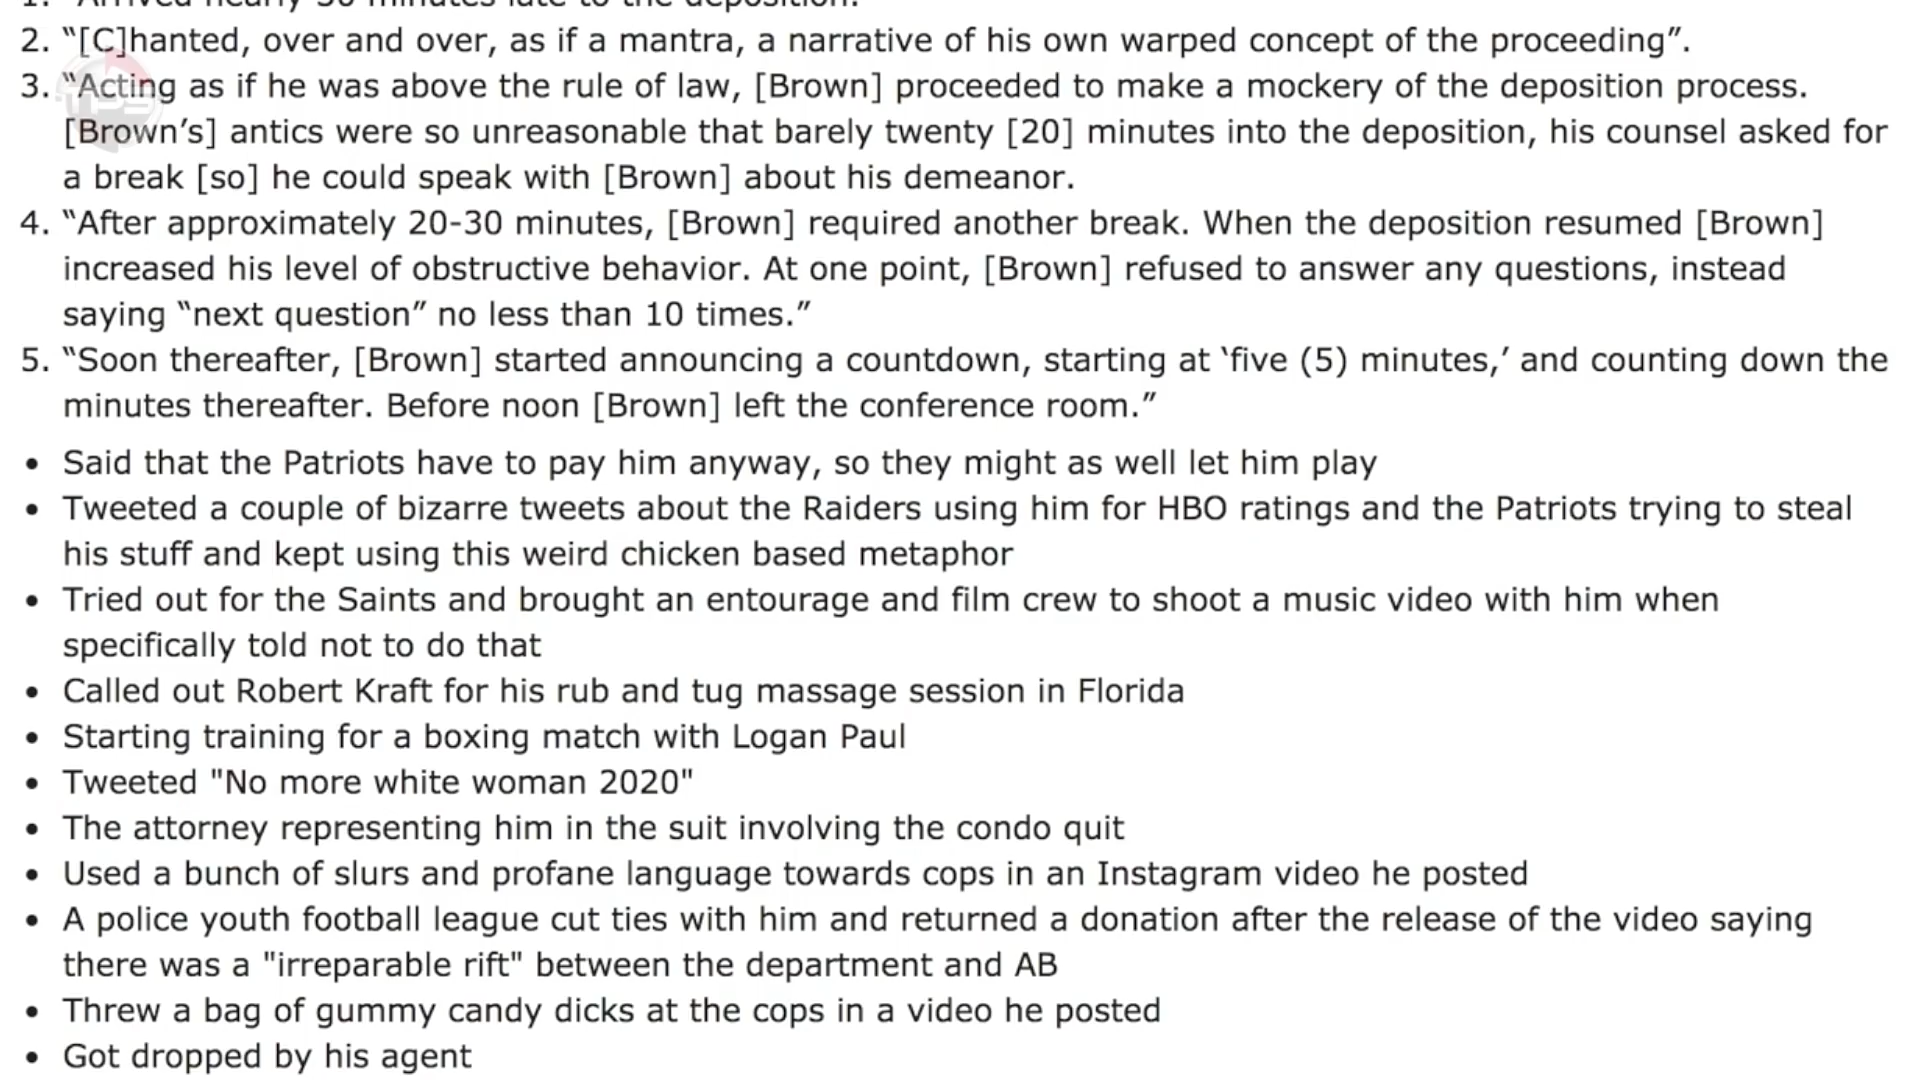 1. “Arrived nearly 30 minutes late to the deposition.
2. “[C]hanted, over and over, as if a mantra, a narrative of his own warped concept of the proceeding”.
3. “Acting as if he was above the rule of law, [Brown] proceeded to make a mockery of the deposition process.
[Brown’s] antics were so unreasonable that barely twenty [20] minutes into the deposition, his counsel asked for
a break [so] he could speak with [Brown] about his demeanor.
4. “After approximately 20-30 minutes, [Brown] required another break. When the deposition resumed [Brown]
increased his level of obstructive behavior. At one point, [Brown] refused to answer any questions, instead
saying “next question” no less than 10 times.”
5. “Soon thereafter, [Brown] started announcing a countdown, starting at ‘five (5) minutes,’ and counting down the
minutes thereafter. Before noon [Brown] left the conference room.”
• Said that the Patriots have to pay him anyway, so they might as well let him play
• Tweeted a couple of bizarre tweets about the Raiders using him for HBO ratings and the Patriots trying to steal
his stuff and kept using this weird chicken based metaphor
• Tried out for the Saints and brought an entourage and film crew to shoot a music video with him when
specifically told not to do that
• Called out Robert Kraft for his rub and tug massage session in Florida
• Starting training for a boxing match with Logan Paul
• Tweeted "No more white woman 2020"
• The attorney representing him in the suit involving the condo quit
• Used a bunch of slurs and profane language towards cops in an Instagram video he posted
• A police youth football league cut ties with him and returned a donation after the release of the video saying
there was a "irreparable rift" between the department and AB
• Threw a bag of gummy candy dicks at the cops in a video he posted
• Got dropped by his agent